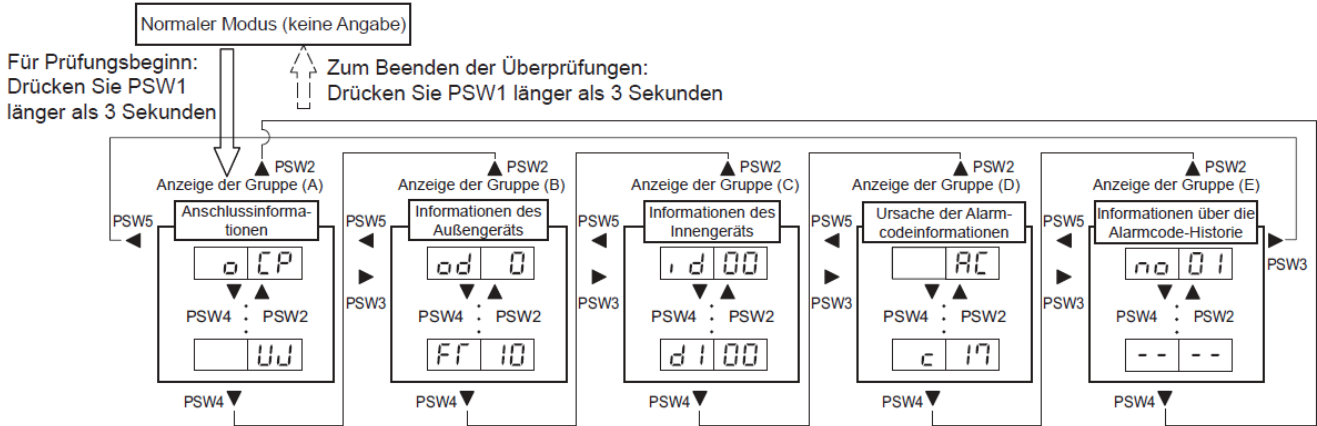 Normaler Modus (keine Angabe)
Für Prüfungsbeginn:
Drücken Sie PSW1
länger als 3 Sekunden
Zum Beenden der Überprüfungen:
Drücken Sie PSW1 länger als 3 Sekunden
PSW2
Anzeige der Gruppe (A)
PSW5
Anschlussinforma-
tionen
o CP
PSW4 PSW2
UJ
PSW4
PSW2
Anzeige der Gruppe (B)
PSW5
PSW3
Informationen des
Außengeräts
od 0
PSW4 PSW2
Fr 10
PSW4
PSW2
Anzeige der Gruppe (C)
PSW5
PSW3
Informationen des
Innengeräts
id 00
PSW4 PSW2
d1 00
PSW4
PSW2
Anzeige der Gruppe (D)
PSW5
PSW3
Ursache der Alarm-
codeinformationen
AC
PSW4 PSW2
c 17
PSW4
PSW2
Anzeige der Gruppe (E)
PSW5
PSW3
Informationen über die
Alarmcode-Historie
no 01
PSW3
PSW4 PSW2
-- --
PSW4